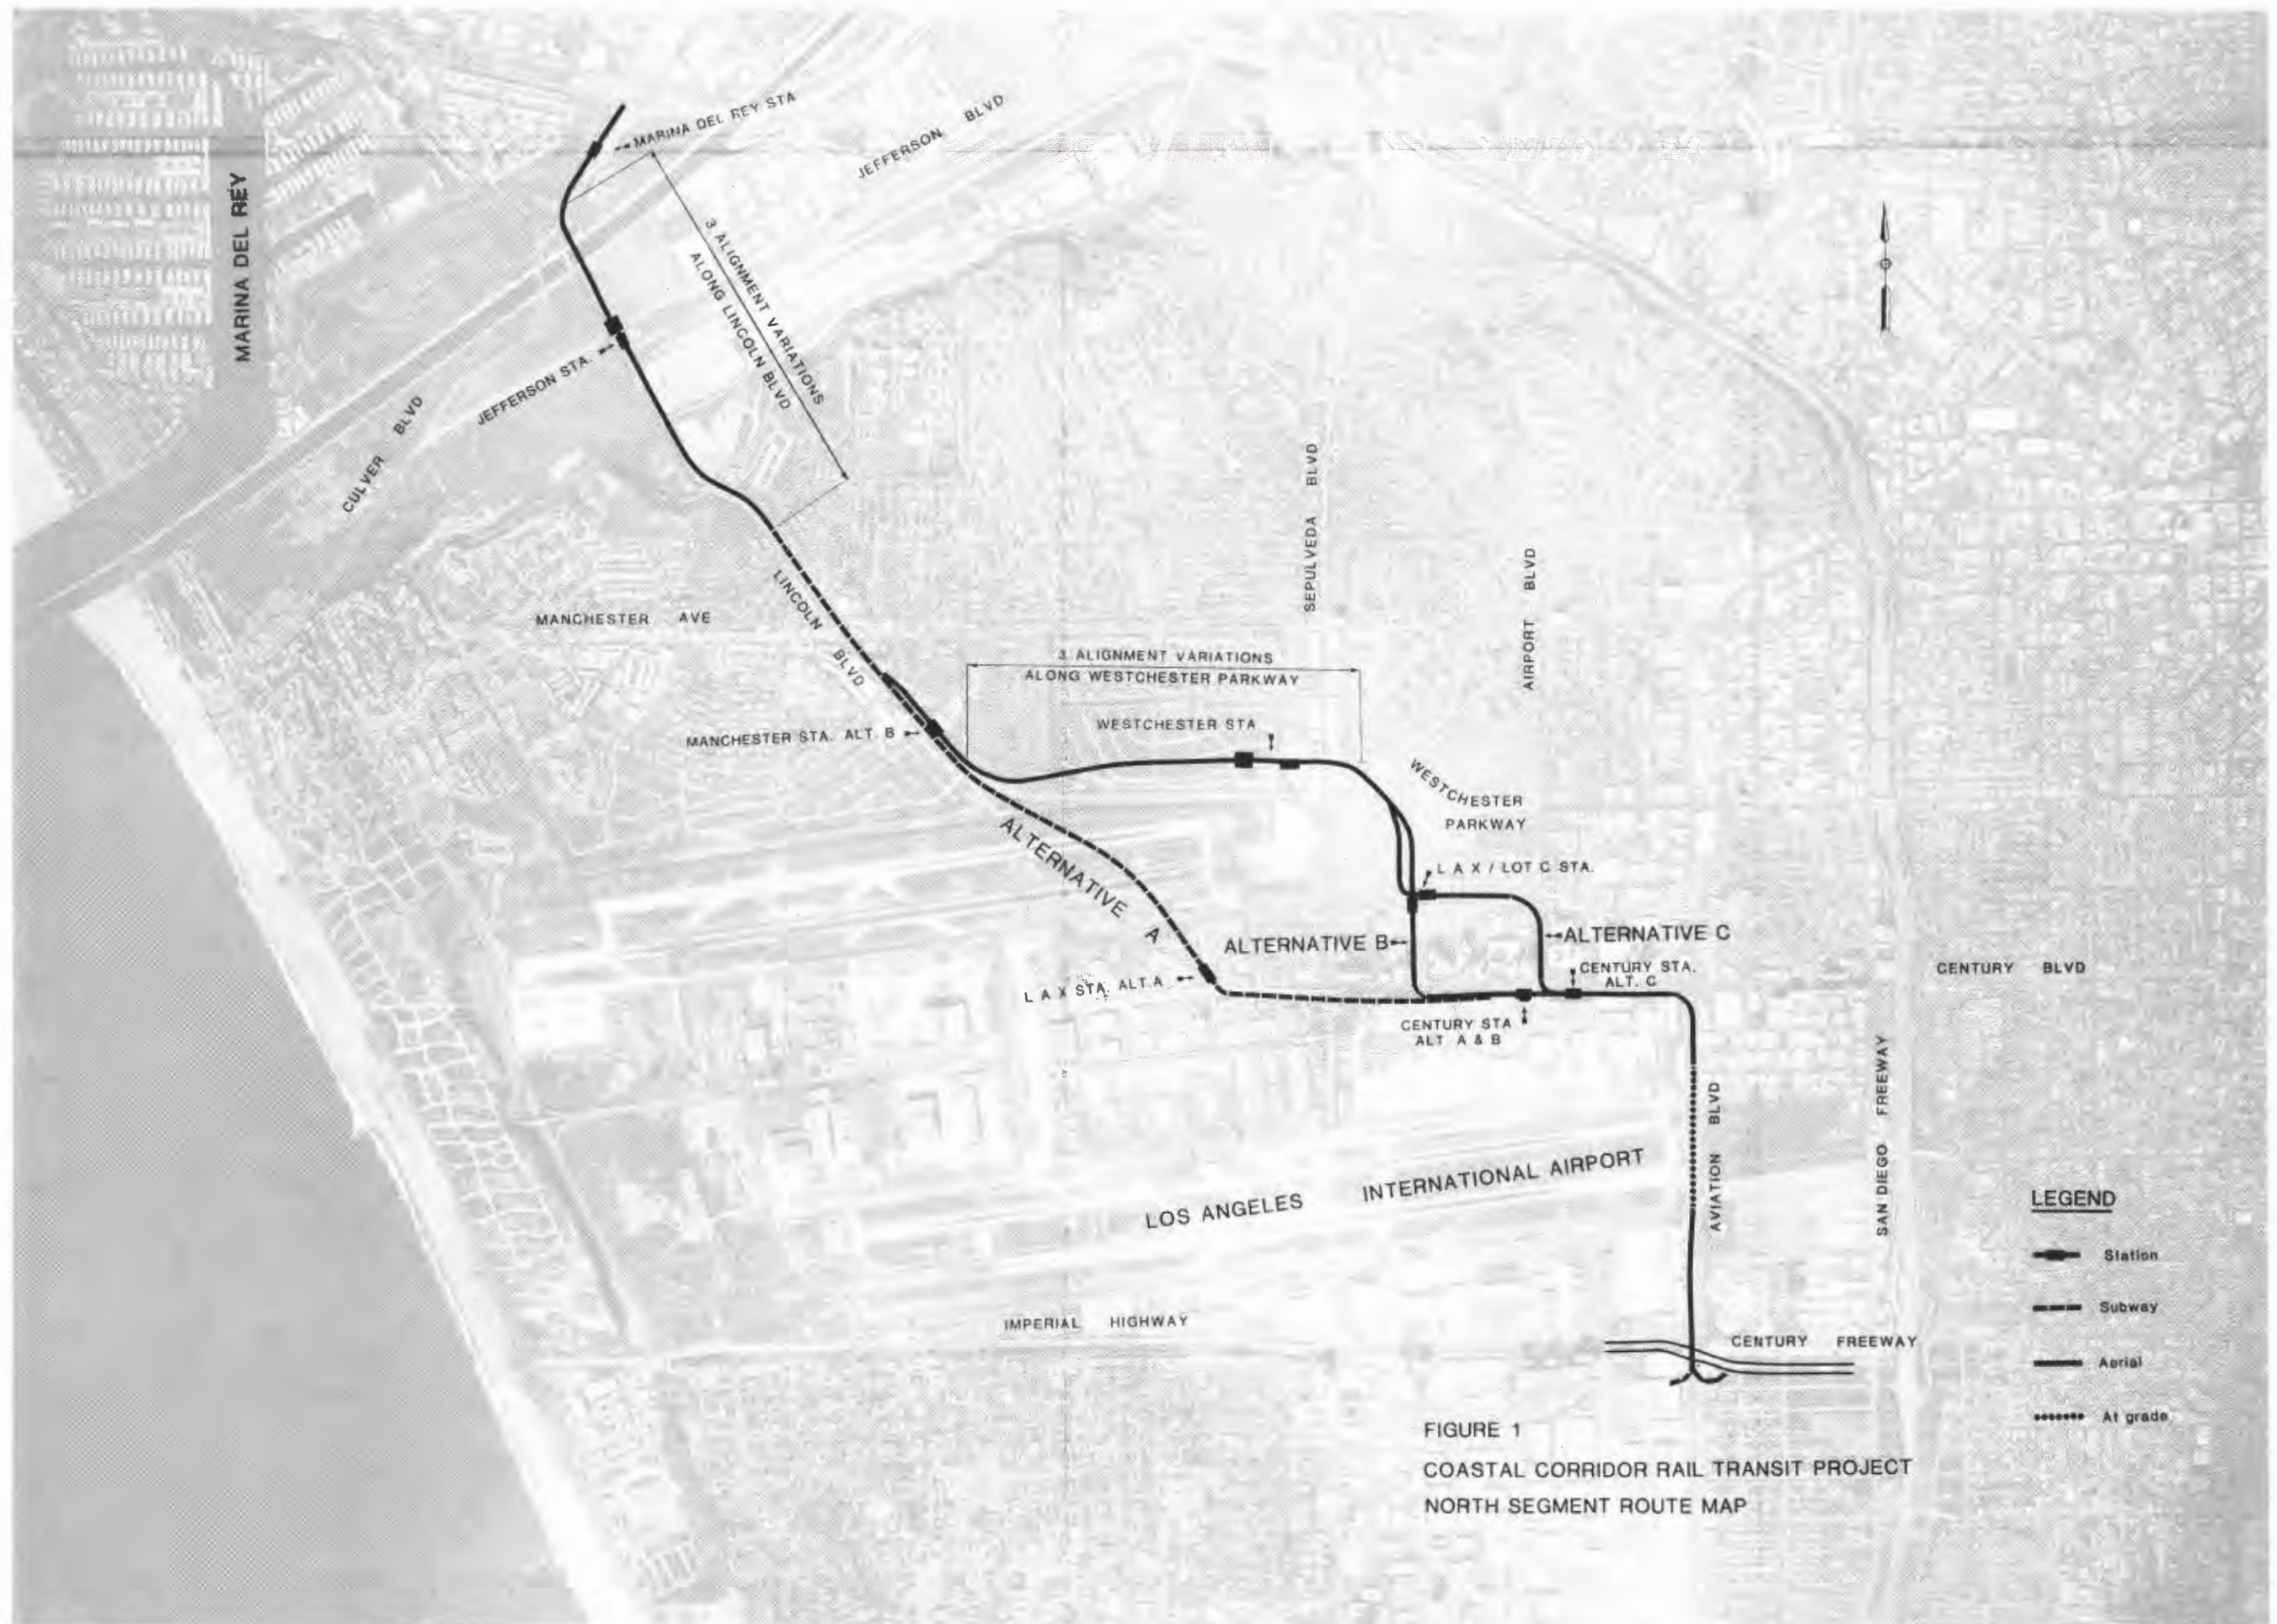 MARINA DEL REY STA
JEFFERSON BLVD
MARINA DEL REY
3 ALIGNMENT VARIATIONS
ALONG LINCOLN BLVD
JEFFERSON STA.
CULVER BLVD
SEPULVEDA BLVD
AIRPORT BLVD
LINCOLN BLVD
MANCHESTER AVE
3 ALIGNMENT VARIATIONS
ALONG WESTCHESTER PARKWAY
WESTCHESTER STA
MANCHESTER STA. ALT. B
WESTCHESTER
PARKWAY
ALTERNATIVE A
L A X / LOT C STA.
ALTERNATIVE B
ALTERNATIVE C
L A X STA. ALT.A
CENTURY STA.
ALT. C
CENTURY BLVD
CENTURY STA
ALT A & B
AVIATION BLVD
SAN DIEGO FREEWAY
LOS ANGELES INTERNATIONAL AIRPORT
IMPERIAL HIGHWAY
CENTURY FREEWAY
LEGEND
Station
Subway
Aerial
At grade
FIGURE 1
COASTAL CORRIDOR RAIL TRANSIT PROJECT
NORTH SEGMENT ROUTE MAP